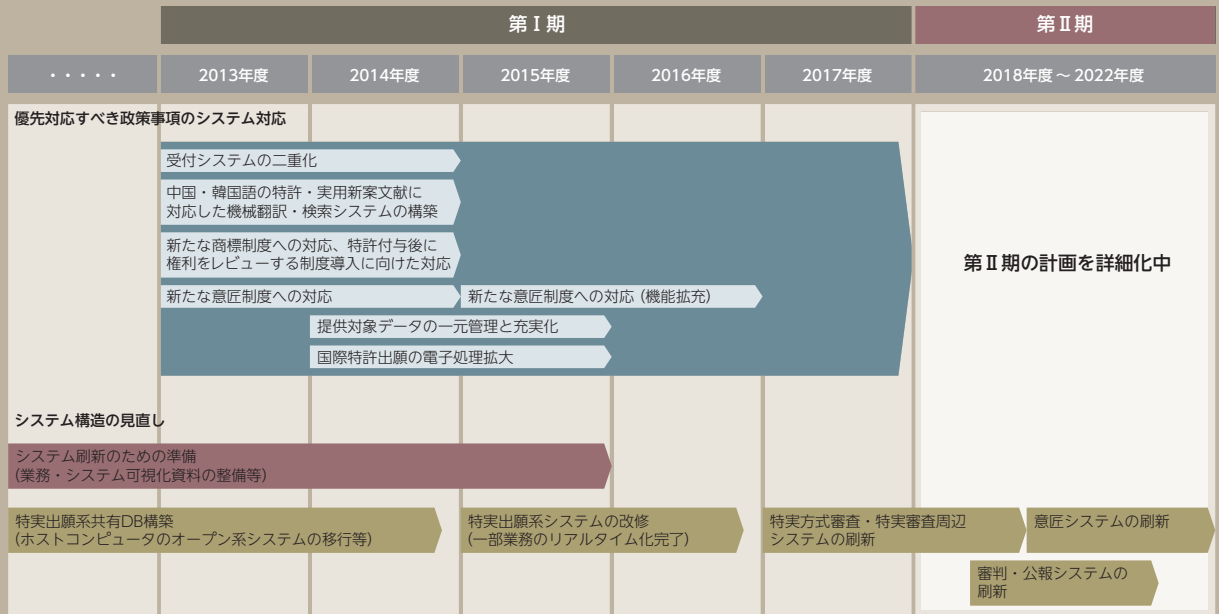 第Ⅰ期
第Ⅱ期
・・・・・
2013年度
2014年度
2015年度
2016年度
2017年度
2018年度～2022年度
優先対応すべき政策事項のシステム対応
受付システムの二重化
中国・韓国語の特許・実用新案文献に
対応した機械翻訳・検索システムの構築
新たな商標制度への対応、特許付与後に
権利をレビューする制度導入に向けた対応
新たな意匠制度への対応
新たな意匠制度への対応（機能拡充）
提供対象データの一元管理と充実化
国際特許出願の電子処理拡大
第Ⅱ期の計画を詳細化中
システム構造の見直し
システム刷新のための準備
（業務・システム可視化資料の整備等）
特実出願系共有DB構築
（ホストコンピュータのオープン系システムの移行等）
特実出願系システムの改修
（一部業務のリアルタイム化完了）
特実方式審査・特実審査周辺
システムの刷新
意匠システムの刷新
審判・公報システムの
刷新